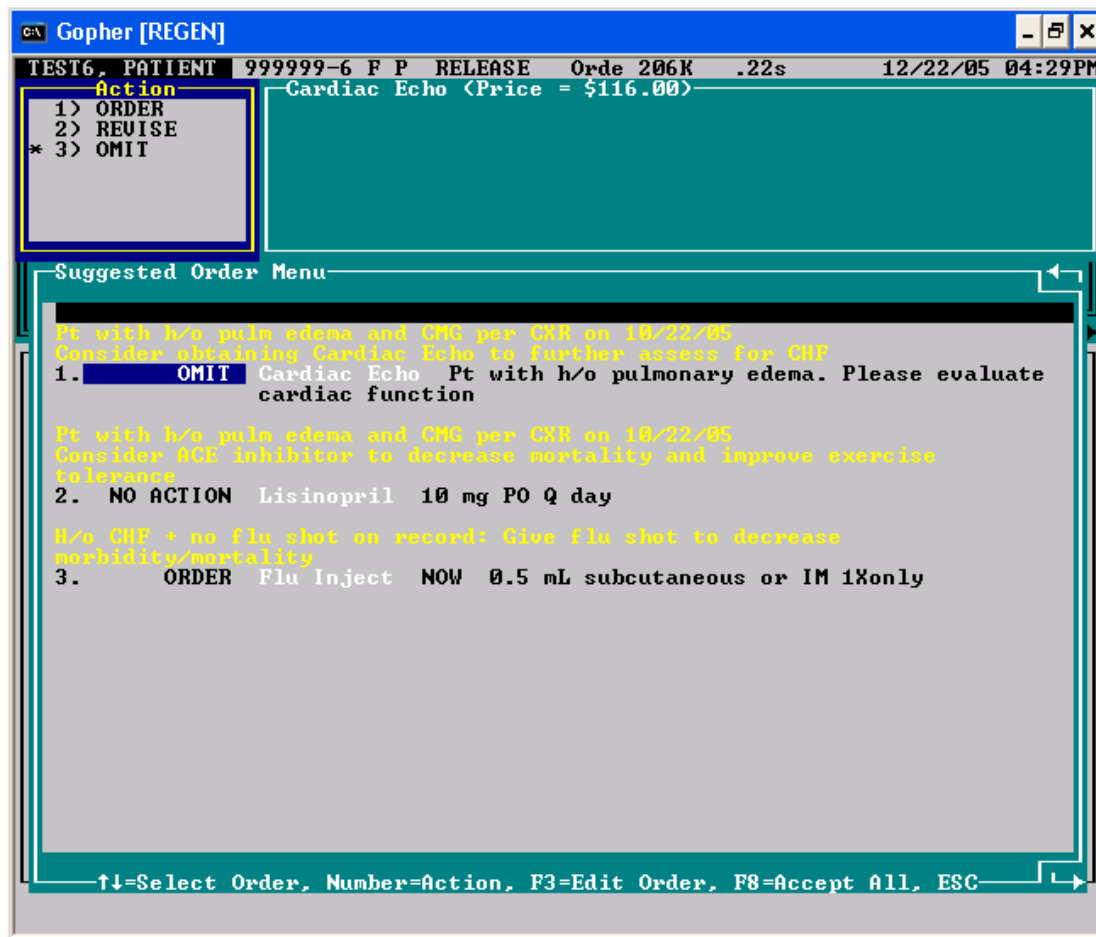 Gopher [REGEN]
TEST6, PATIENT 999999-6 F P RELEASE Orde 206K .22s 12/22/05 04:29PM
Action
Cardiac Echo (Price = $116.00)
1) ORDER
2) REVISE
* 3) OMIT
Suggested Order Menu
Pt with h/o pulm edema and CMG per CXR on 10/22/05
Consider obtaining Cardiac Echo to further assess for CHF
1. OMIT Cardiac Echo Pt with h/o pulmonary edema. Please evaluate
cardiac function
Pt with h/o pulm edema and CMG per CXR on 10/22/05
Consider ACE inhibitor to decrease mortality and improve exercise
tolerance
2. NO ACTION Lisinopril 10 mg PO Q day
H/o CHF + no flu shot on record: Give flu shot to decrease
morbidity/mortality
3. ORDER Flu Inject NOW 0.5 mL subcutaneous or IM 1Xonly
↑↓=Select Order, Number=Action, F3=Edit Order, F8=Accept All, ESC